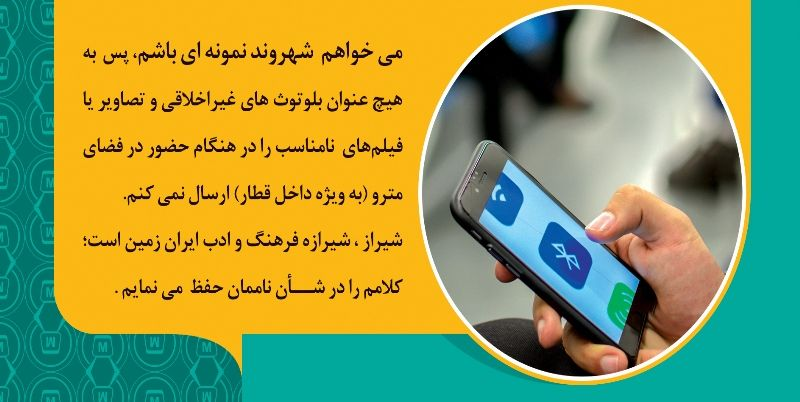 می خواهم شهروند نمونه ای باشم، پس به
هیچ عنوان بلوتوث های غیراخلاقی و تصاویر یا
فیلم‌های نامناسب را در هنگام حضور در فضای
مترو (به ویژه داخل قطار) ارسال نمی کنم.
شیراز ، شیرازه فرهنگ و ادب ایران زمین است؛
کلامم را در شـــأن ناممان حفظ می نمایم .